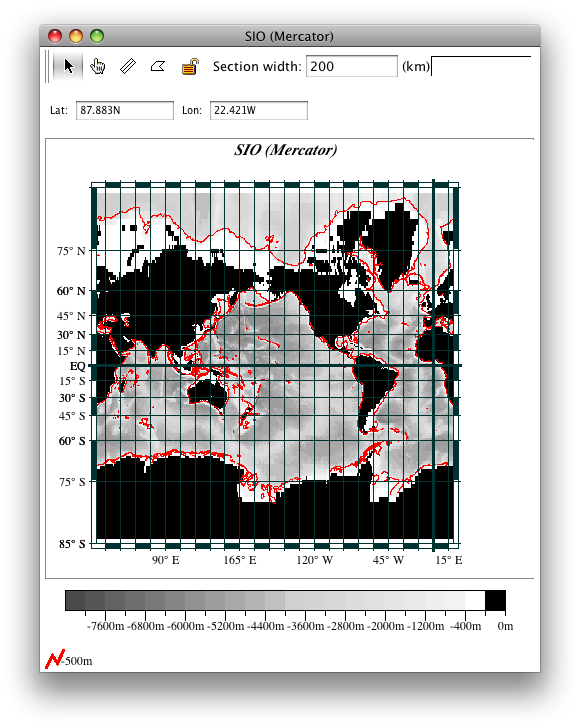 SIO (Mercator)
Section width: 200 (km)
Lat: 87.883N Lon: 22.421W
SIO (Mercator)
75° N
60° N
45° N
30° N
15° N
EQ
15° S
30° S
45° S
60° S
75° S
85° S
90° E 165° E 120° W 45° W 15° E
-7600m -6800m -6000m -5200m -4400m -3600m -2800m -2000m -1200m -400m 0m
-500m